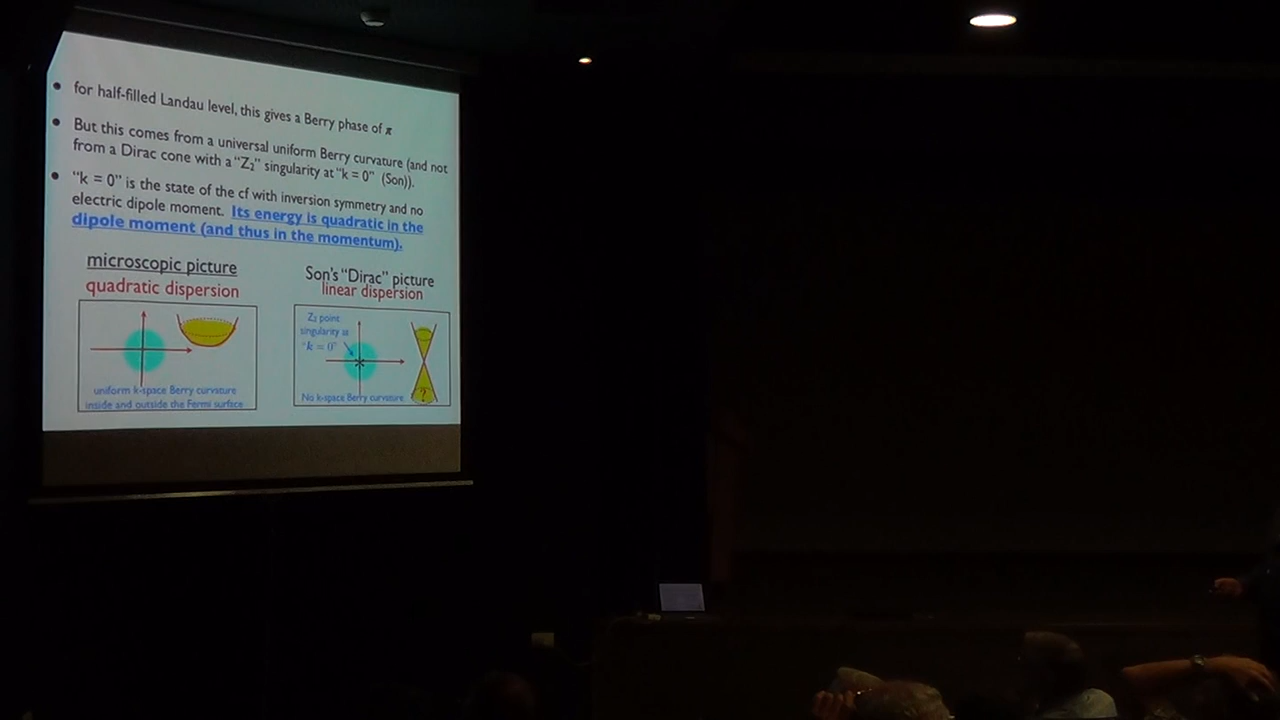 • for half-filled Landau level, this gives a Berry phase of π
• But this comes from a universal uniform Berry curvature (and not
from a Dirac cone with a "Z₂" singularity at "k = 0" (Son)).
• "k = 0" is the state of the cf with inversion symmetry and no
electric dipole moment. Its energy is quadratic in the
dipole moment (and thus in the momentum).
microscopic picture
quadratic dispersion
uniform k-space Berry curvature
inside and outside the Fermi surface
Son's "Dirac" picture
linear dispersion
Z₂ point
singularity at
"k = 0"
?
No k-space Berry curvature